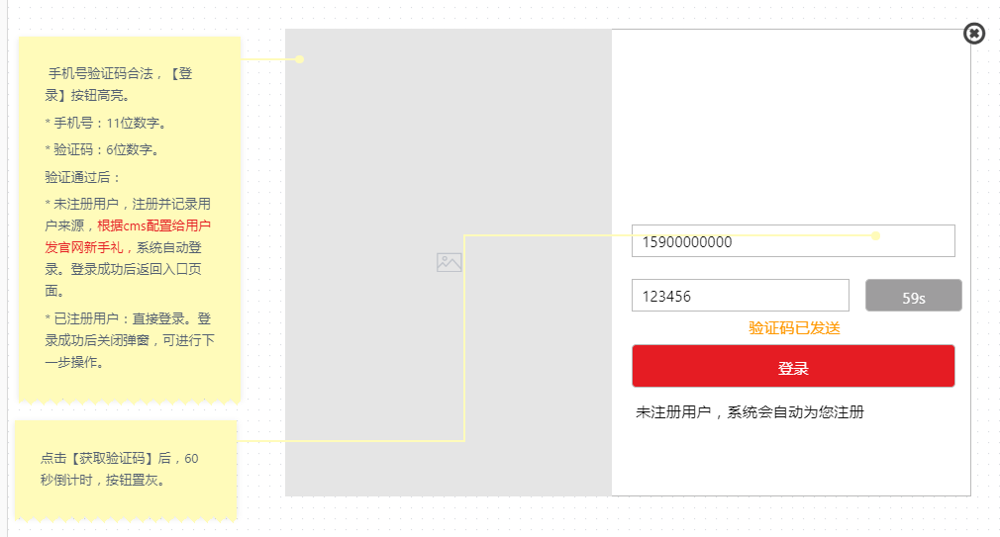 手机号验证码合法，【登
录】按钮高亮。
* 手机号：11位数字。
* 验证码：6位数字。
验证通过后：
* 未注册用户，注册并记录用
户来源，根据cms配置给用户
发官网新手礼，系统自动登
录。登录成功后返回入口页
面。
* 已注册用户：直接登录。登
录成功后关闭弹窗，可进行下
一步操作。
点击【获取验证码】后，60
秒倒计时，按钮置灰。
15900000000
123456
59s
验证码已发送
登录
未注册用户，系统会自动为您注册